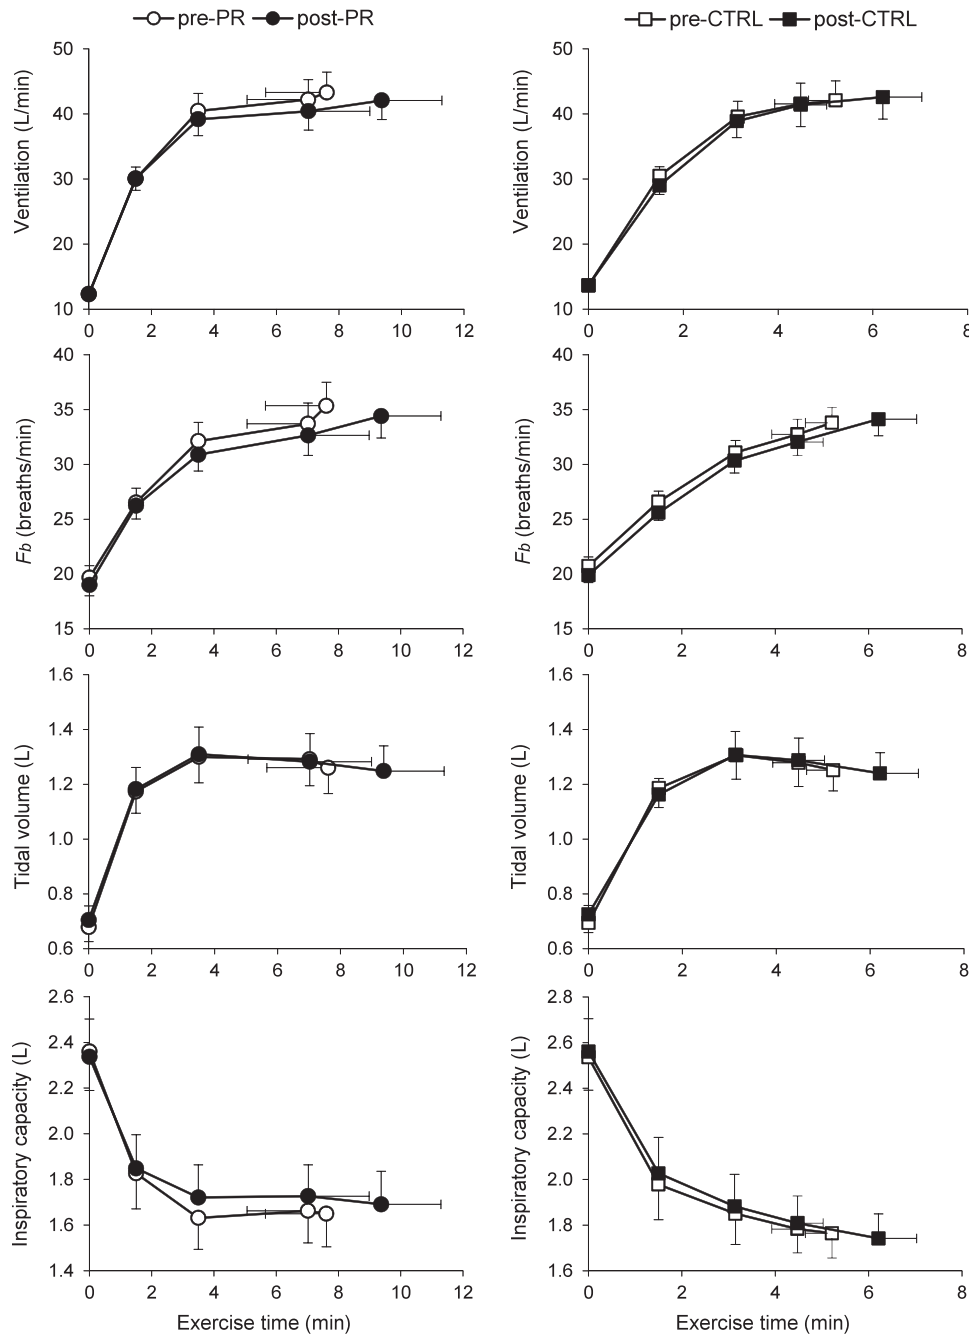 pre-PR post-PR
pre-CTRL post-CTRL
Ventilation (L/min)
50
40
30
20
10
0 2 4 6 8 10 12
Ventilation (L/min)
50
40
30
20
10
0 2 4 6 8
Fb (breaths/min)
40
35
30
25
20
15
0 2 4 6 8 10 12
Fb (breaths/min)
40
35
30
25
20
15
0 2 4 6 8
Tidal volume (L)
1.6
1.4
1.2
1.0
0.8
0.6
0 2 4 6 8 10 12
Tidal volume (L)
1.6
1.4
1.2
1.0
0.8
0.6
0 2 4 6 8
Inspiratory capacity (L)
2.6
2.4
2.2
2.0
1.8
1.6
1.4
0 2 4 6 8 10 12
Exercise time (min)
Inspiratory capacity (L)
2.8
2.6
2.4
2.2
2.0
1.8
1.6
0 2 4 6 8
Exercise time (min)